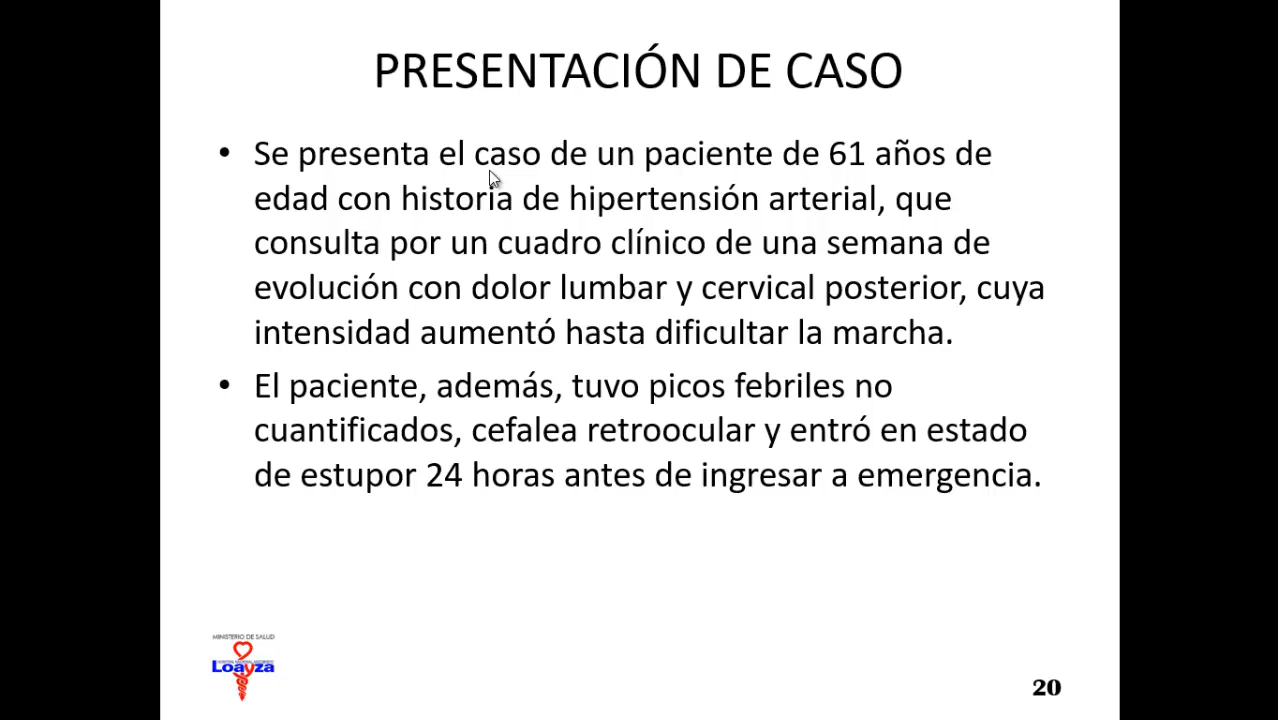 PRESENTACIÓN DE CASO
• Se presenta el caso de un paciente de 61 años de
edad con historia de hipertensión arterial, que
consulta por un cuadro clínico de una semana de
evolución con dolor lumbar y cervical posterior, cuya
intensidad aumentó hasta dificultar la marcha.
• El paciente, además, tuvo picos febriles no
cuantificados, cefalea retroocular y entró en estado
de estupor 24 horas antes de ingresar a emergencia.
MINISTERIO DE SALUD
Loayza
20